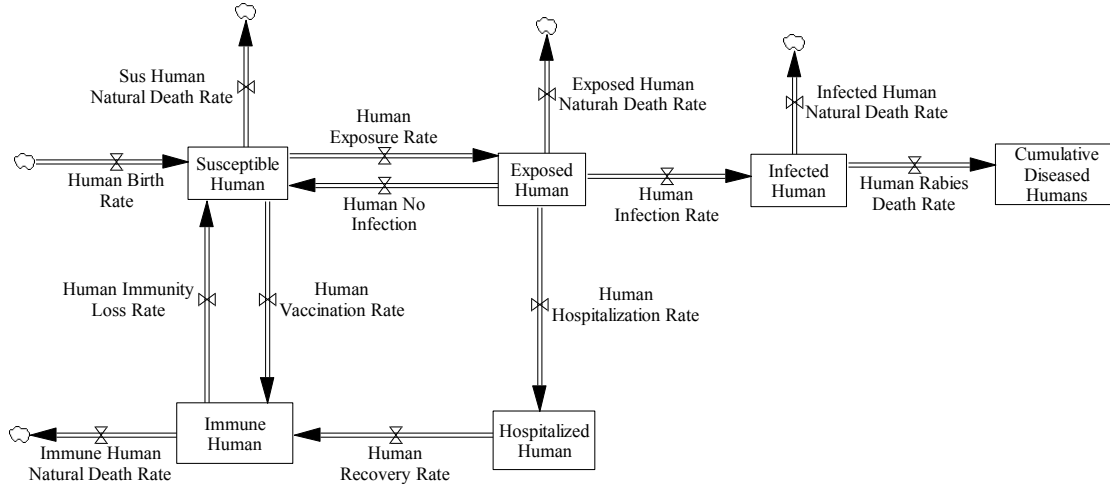 Sus Human
Natural Death Rate
Exposed Human
Naturah Death Rate
Infected Human
Natural Death Rate
Human
Exposure Rate
Human Birth
Rate
Susceptible
Human
Human No
Infection
Exposed
Human
Human
Infection Rate
Infected
Human
Human Rabies
Death Rate
Cumulative
Diseased
Humans
Human Immunity
Loss Rate
Human
Vaccination Rate
Human
Hospitalization Rate
Immune
Human
Immune Human
Natural Death Rate
Human
Recovery Rate
Hospitalized
Human